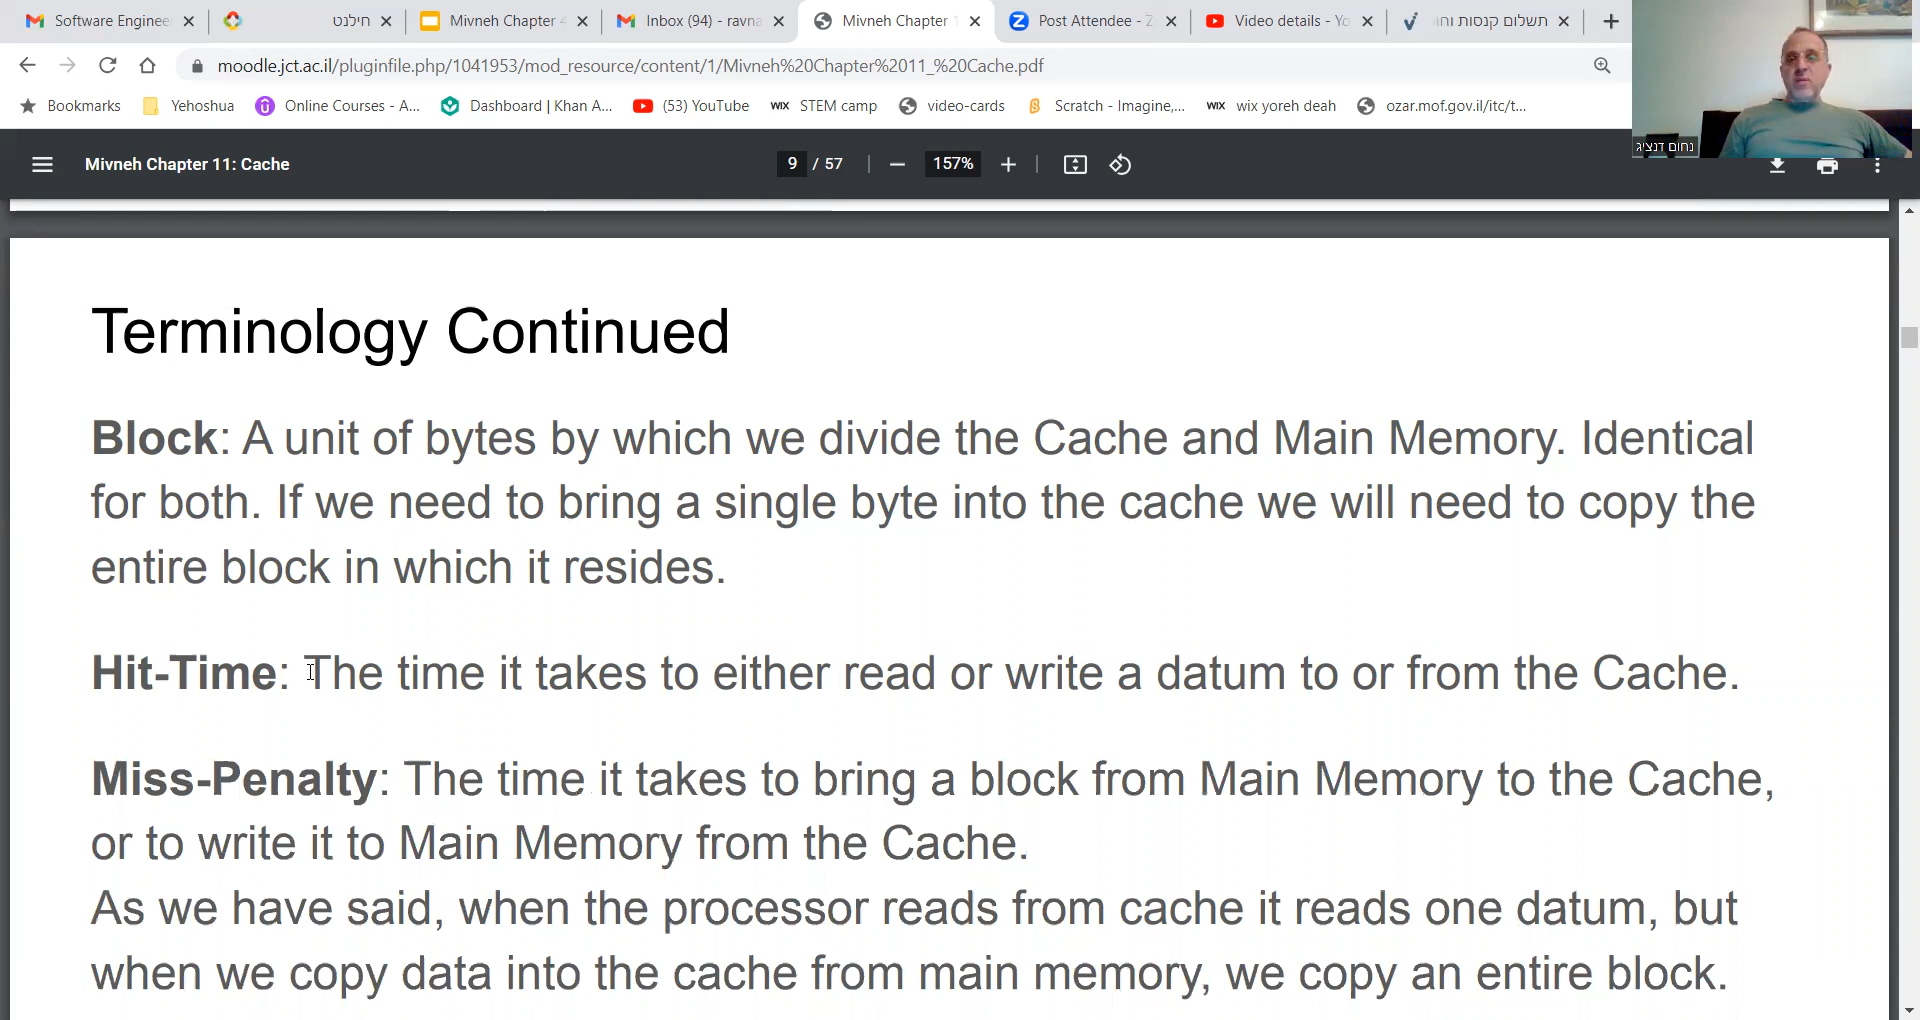 Software Enginee
חילנט
Mivneh Chapter 4
Inbox (94) - ravna
Mivneh Chapter 1
Post Attendee - Z
Video details - Yo
תשלום קנסות וחו
moodle.jct.ac.il/pluginfile.php/1041953/mod_resource/content/1/Mivneh%20Chapter%2011_%20Cache.pdf
Bookmarks
Yehoshua
Online Courses - A...
Dashboard | Khan A...
(53) YouTube
WIX STEM camp
video-cards
Scratch - Imagine,...
WIX wix yoreh deah
ozar.mof.gov.il/itc/t...
נחום דנציג
Mivneh Chapter 11: Cache
9 / 57
157%
Terminology Continued
Block: A unit of bytes by which we divide the Cache and Main Memory. Identical
for both. If we need to bring a single byte into the cache we will need to copy the
entire block in which it resides.
Hit-Time: The time it takes to either read or write a datum to or from the Cache.
Miss-Penalty: The time it takes to bring a block from Main Memory to the Cache,
or to write it to Main Memory from the Cache.
As we have said, when the processor reads from cache it reads one datum, but
when we copy data into the cache from main memory, we copy an entire block.